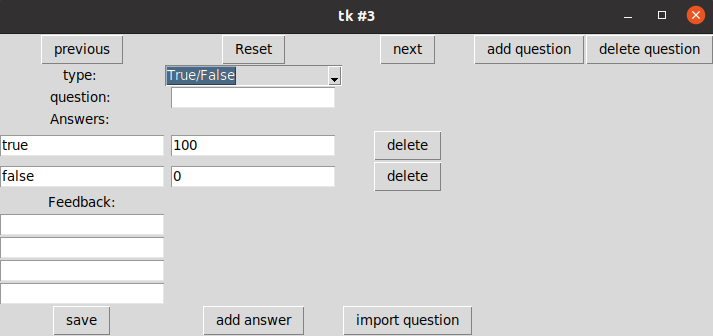 tk #3
previous Reset next add question delete question
type: True/False
question:
Answers:
true 100 delete
false 0 delete
Feedback:
save add answer import question